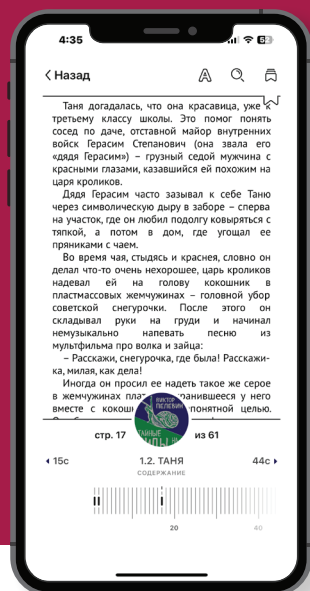 4:35
52
Назад
Таня догадалась, что она красавица, уже к
третьему классу школы. Это помог понять
сосед по даче, отставной майор внутренних
войск Герасим Степанович (она звала его
«дядя Герасим») – грузный седой мужчина с
красными глазами, казавшийся ей похожим на
царя кроликов.
Дядя Герасим часто зазывал к себе Таню
через символическую дыру в заборе – сперва
на участок, где он любил подолгу ковыряться с
тяпкой, а потом в дом, где угощал ее
пряниками с чаем.
Во время чая, стыдясь и краснея, словно он
делал что-то очень нехорошее, царь кроликов
надевал ей на голову кокошник в
пластмассовых жемчужинах – головной убор
советской снегурочки. После этого он
складывал руки на груди и начинал
немузыкально напевать песню из
мультфильма про волка и зайца:
– Расскажи, снегурочка, где была! Расскажи-
ка, милая, как дела!
Иногда он просил ее надеть такое же серое
в жемчужинах
вместе с целью.
ВИКТОР
ПЕЛЕВИН
стр. 17 из 61
15с 1.2. ТАНЯ 44с
СОДЕРЖАНИЕ
20 40